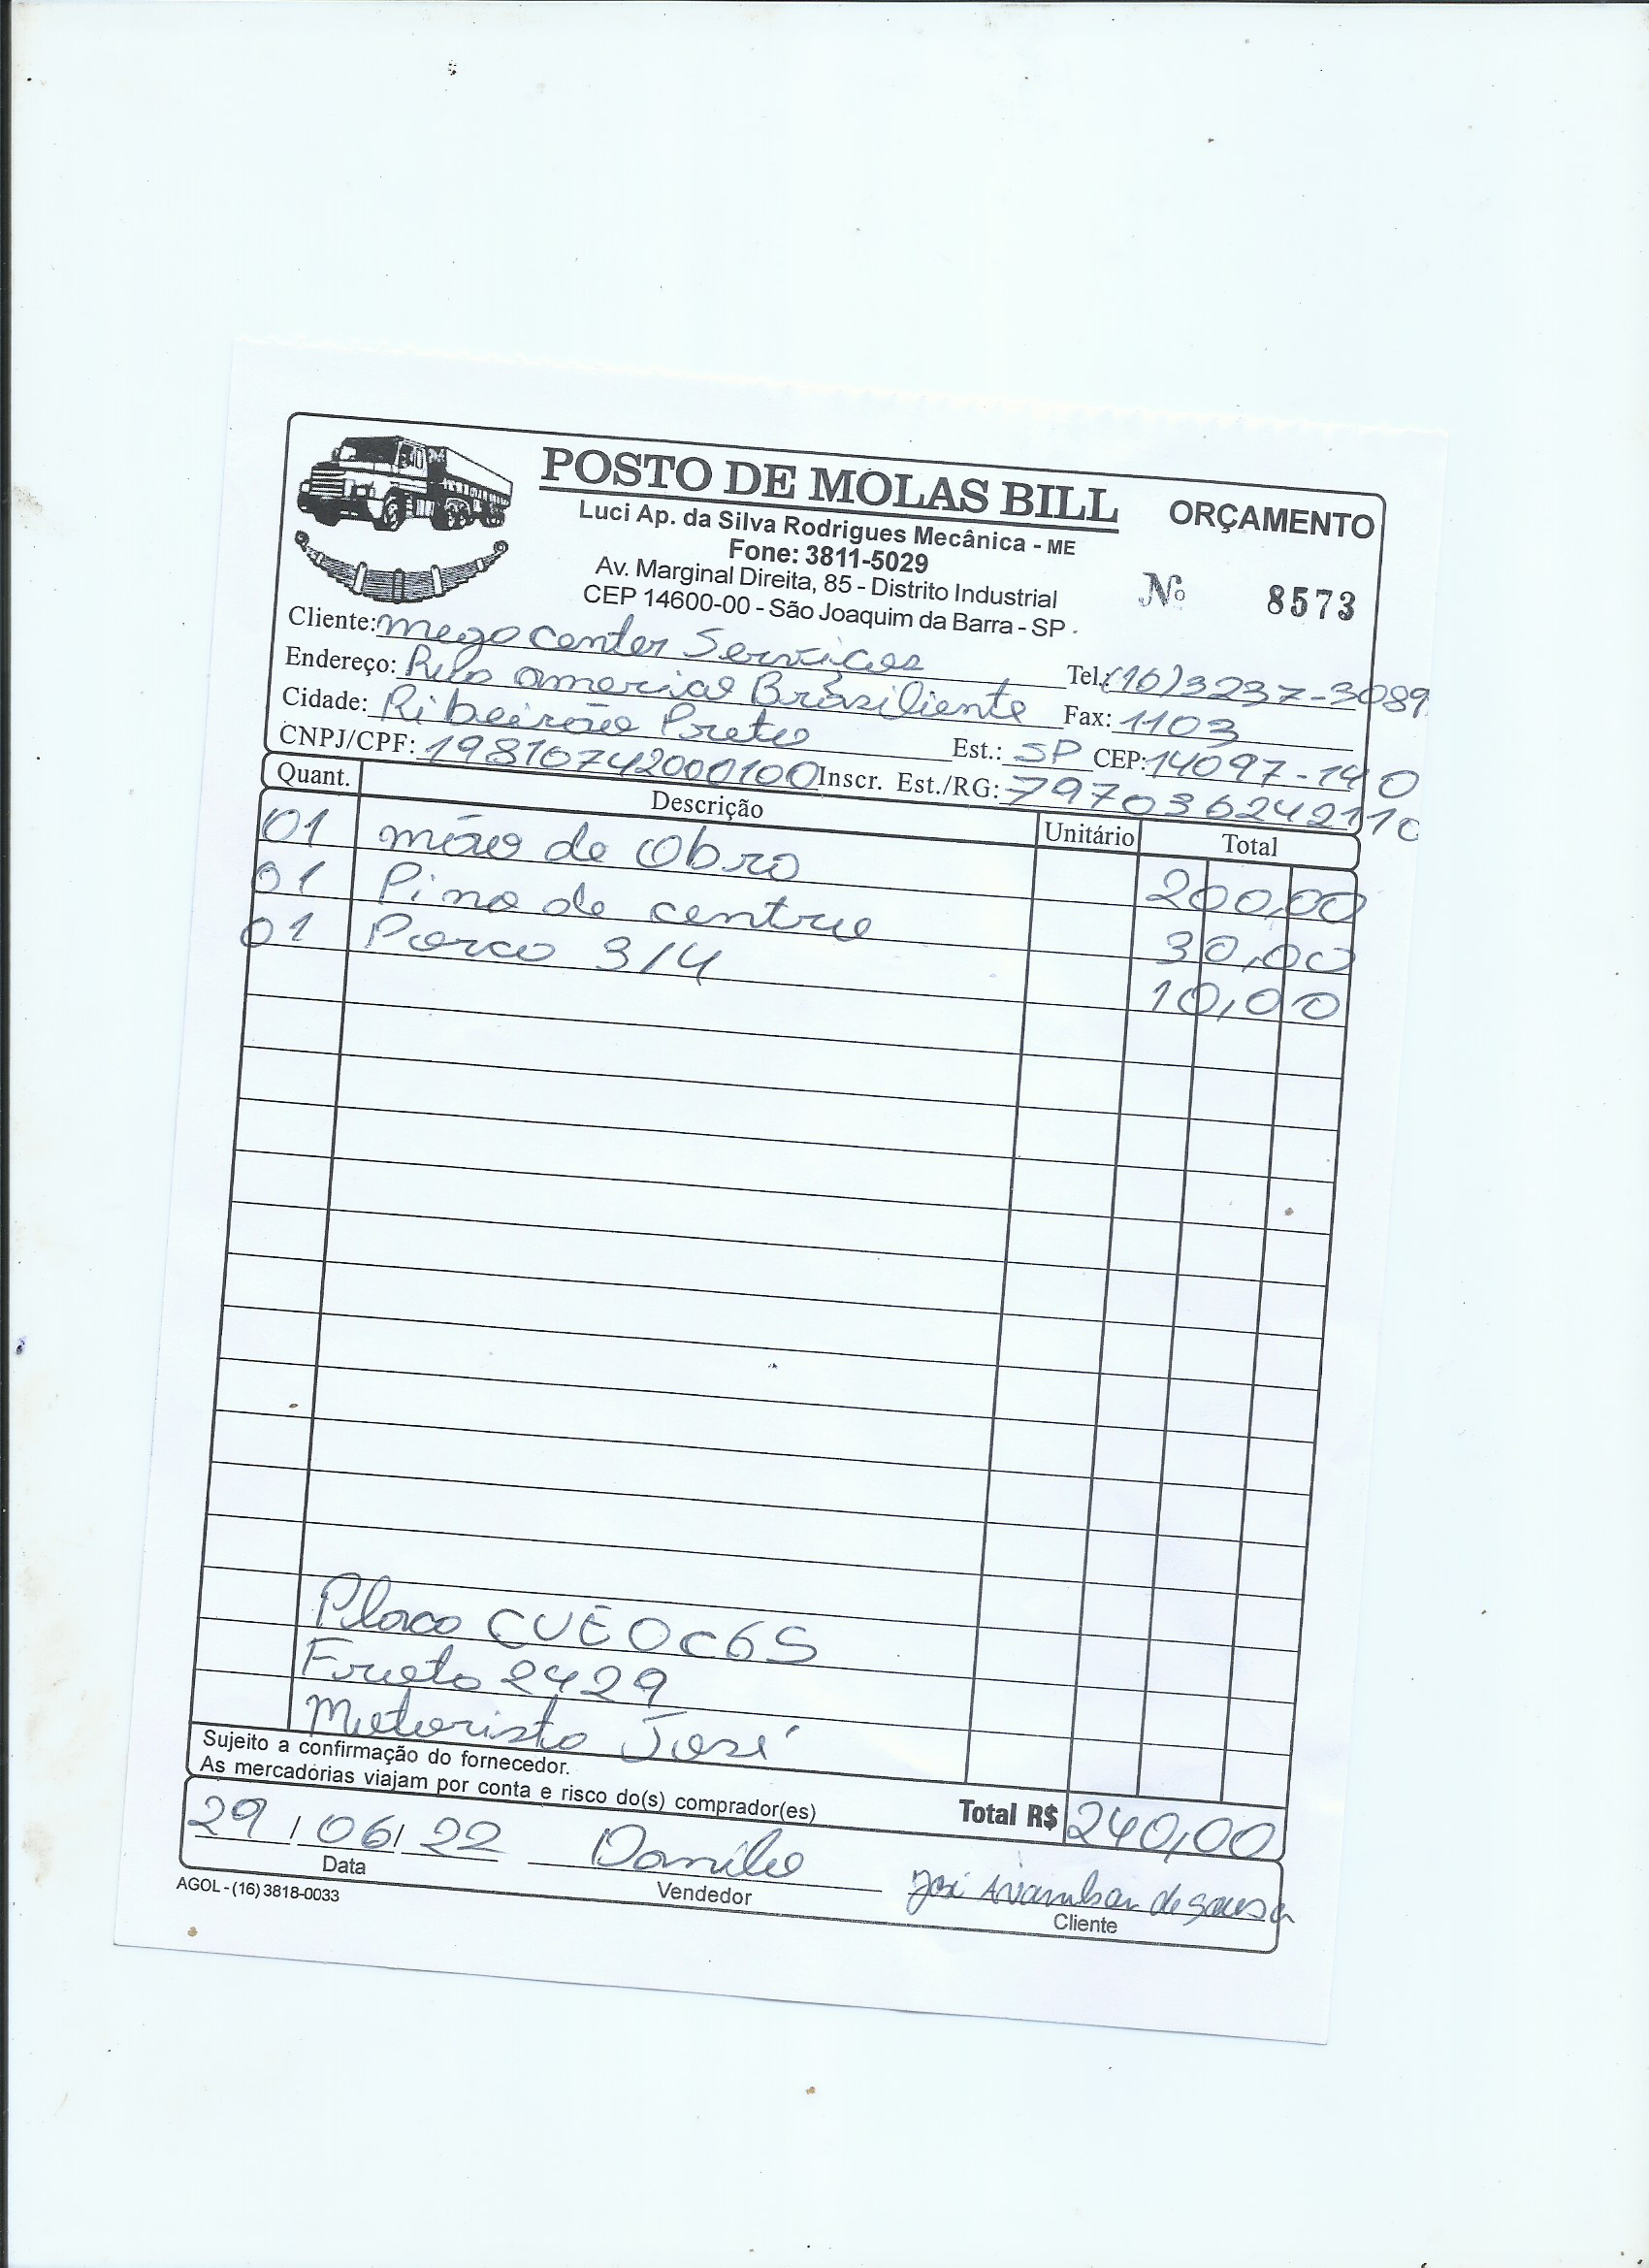 POSTO DE MOLAS BILL ORÇAMENTO
Luci Ap. da Silva Rodrigues Mecânica - ME
Fone: 3811-5029
Av. Marginal Direita, 85 - Distrito Industrial
CEP 14600-00 - São Joaquim da Barra - SP
Nº 8573
Cliente: mega Center Serviços Tel.: (16) 3237-3089
Endereço: Brasiliense Fax: 1103
Cidade: Ribeirão Preto Est.: SP CEP: 14097-140
CNPJ/CPF: 19810742000100 Inscr. Est./RG: 797036242110
Quant. Descrição Unitário Total
01 mão de Obra 200,00
01 Pino de centro 30,00
01 Porca 3/4 10,00
Placa CUE0C65
Frota 2429
Motorista José
Sujeito a confirmação do fornecedor.
As mercadorias viajam por conta e risco do(s) comprador(es) Total R$ 240,00
29 / 06 / 22 Danilo José de Sousa
Data Vendedor Cliente
AGOL - (16) 3818-0033